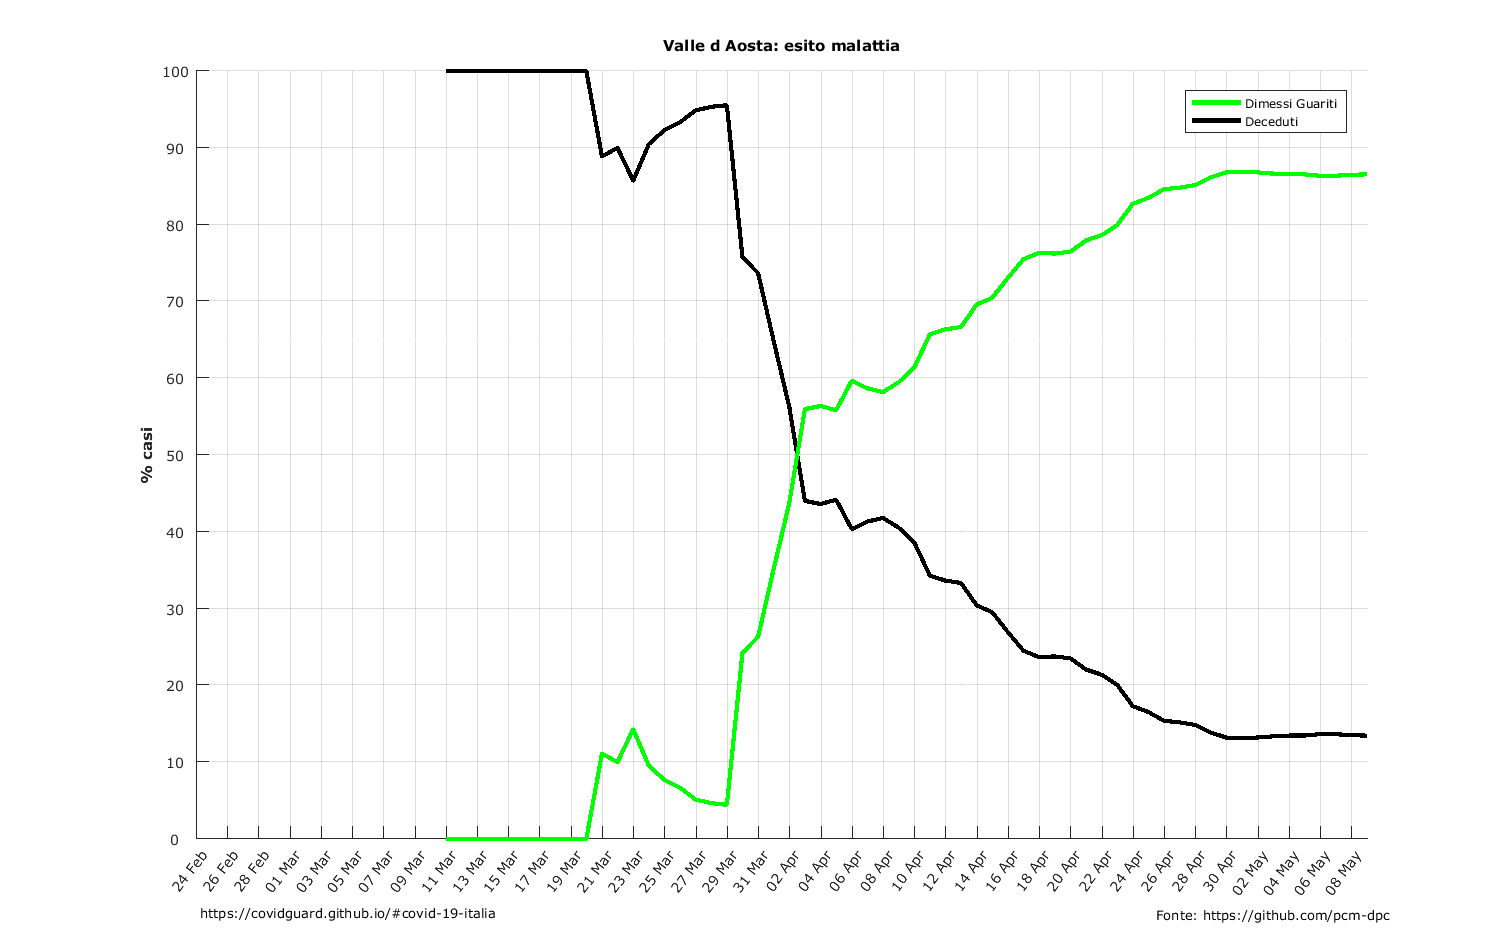 Valle d Aosta: esito malattia
100
90
80
70
60
50
40
30
20
10
0
% casi
Dimessi Guariti
Deceduti
24 Feb
26 Feb
28 Feb
01 Mar
03 Mar
05 Mar
07 Mar
09 Mar
11 Mar
13 Mar
15 Mar
17 Mar
19 Mar
21 Mar
23 Mar
25 Mar
27 Mar
29 Mar
31 Mar
02 Apr
04 Apr
06 Apr
08 Apr
10 Apr
12 Apr
14 Apr
16 Apr
18 Apr
20 Apr
22 Apr
24 Apr
26 Apr
28 Apr
30 Apr
02 May
04 May
06 May
08 May
https://covidguard.github.io/#covid-19-italia
Fonte: https://github.com/pcm-dpc